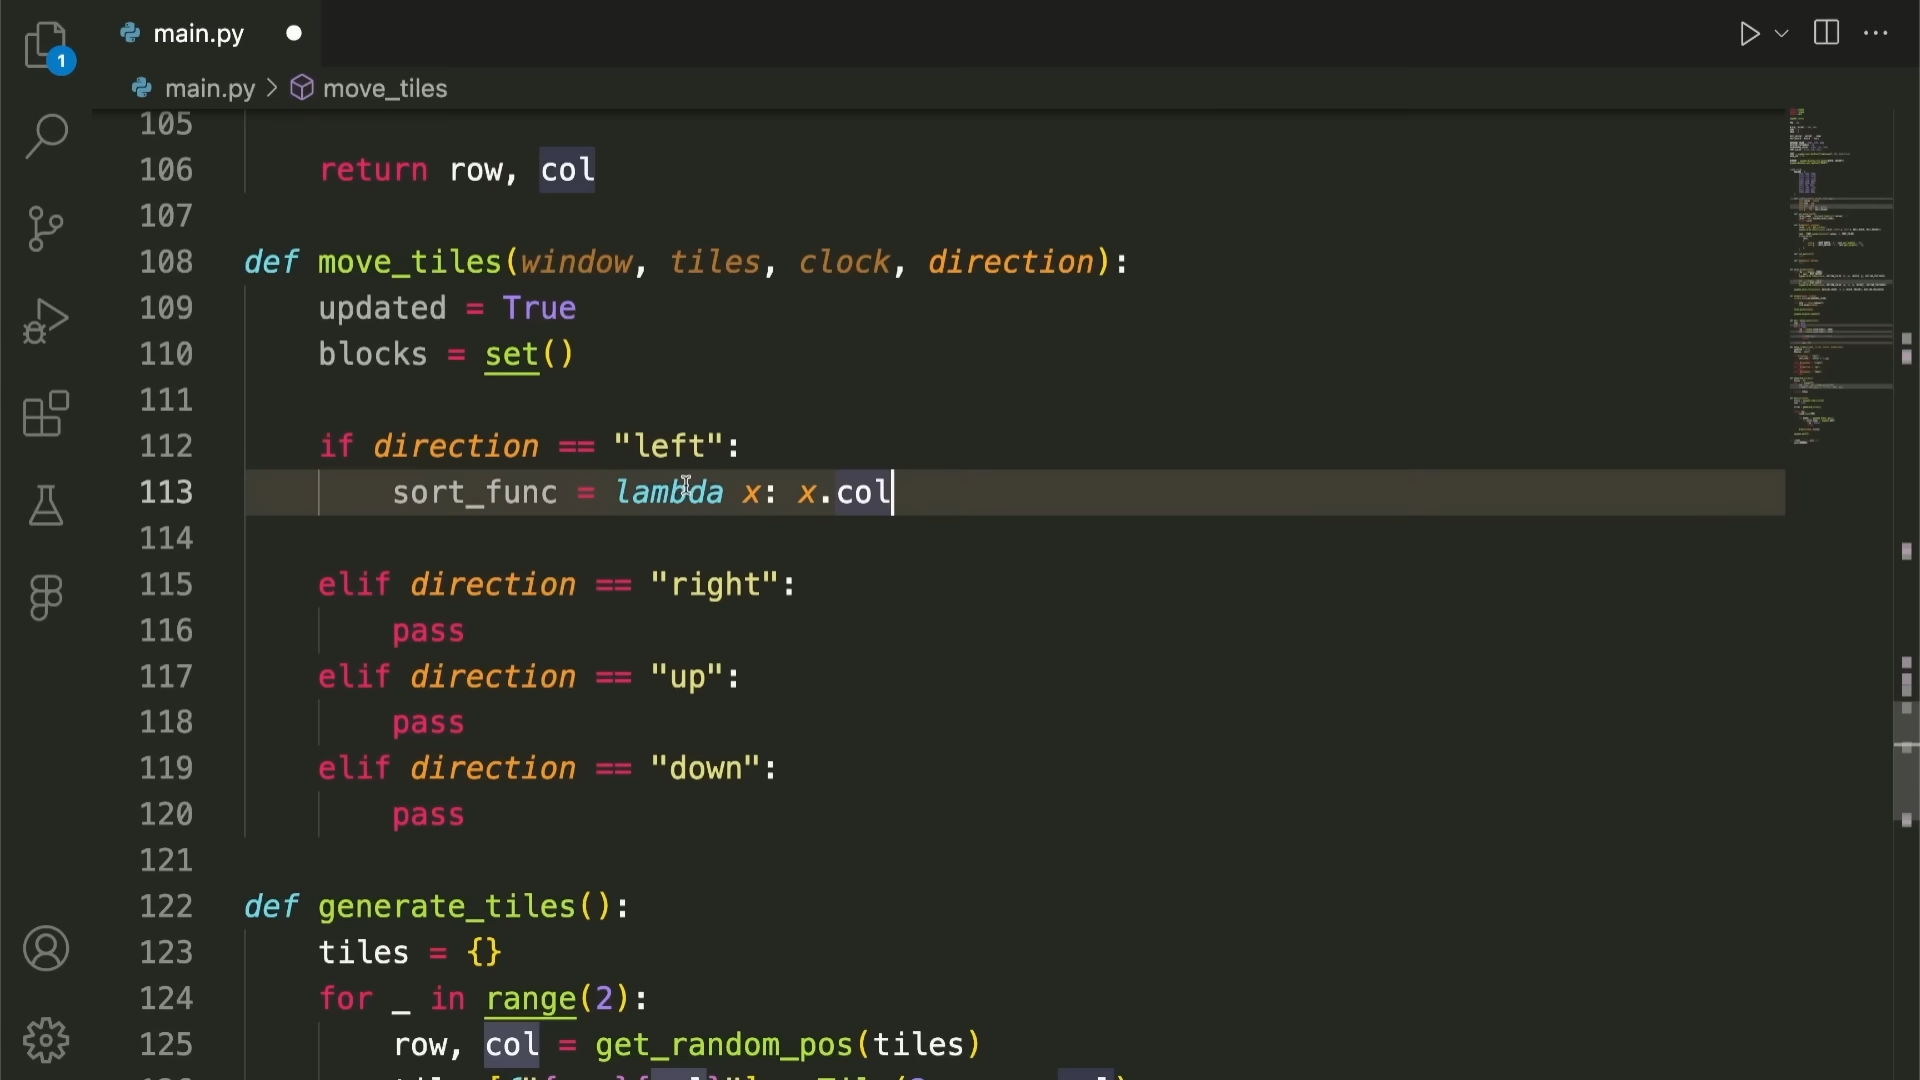 main.py
1
main.py > move_tiles
105
106 return row, col
107
108 def move_tiles(window, tiles, clock, direction):
109 updated = True
110 blocks = set()
111
112 if direction == "left":
113 sort_func = lambda x: x.col
114
115 elif direction == "right":
116 pass
117 elif direction == "up":
118 pass
119 elif direction == "down":
120 pass
121
122 def generate_tiles():
123 tiles = {}
124 for _ in range(2):
125 row, col = get_random_pos(tiles)